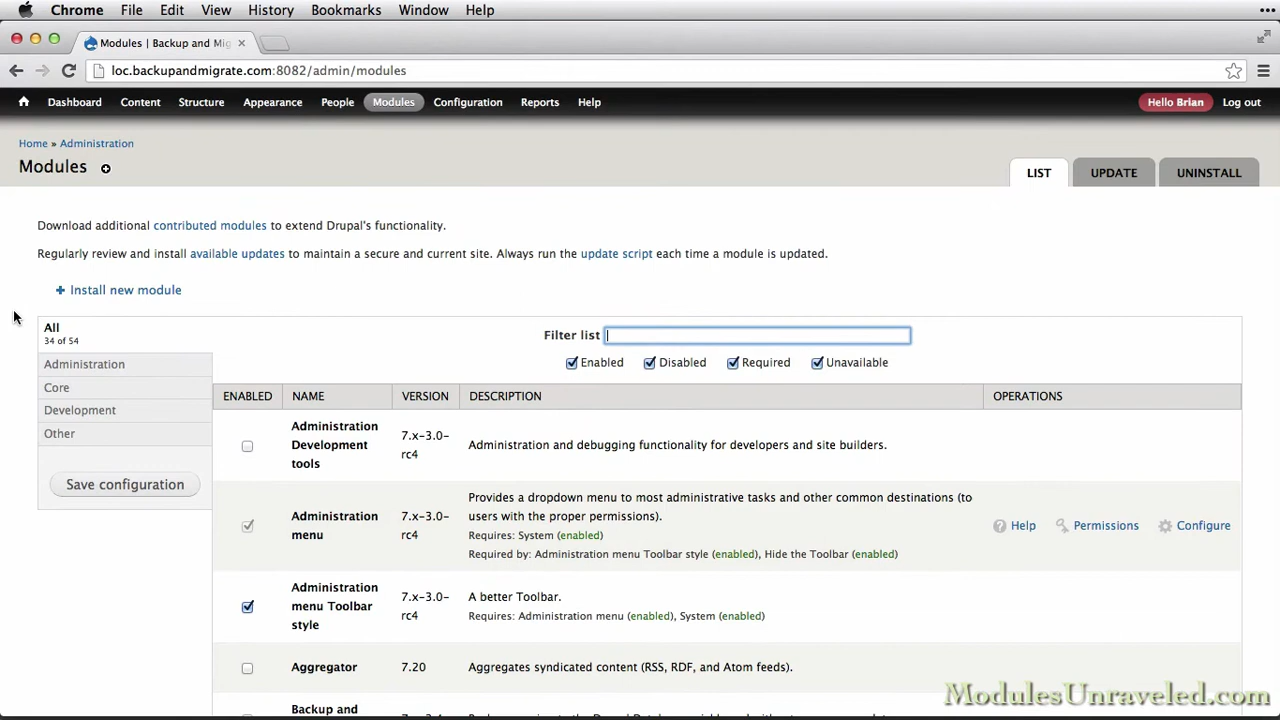 Chrome File Edit View History Bookmarks Window Help
Modules | Backup and Mig
loc.backupandmigrate.com:8082/admin/modules
Dashboard Content Structure Appearance People Modules Configuration Reports Help Hello Brian Log out
Home » Administration
Modules
LIST UPDATE UNINSTALL
Download additional contributed modules to extend Drupal's functionality.
Regularly review and install available updates to maintain a secure and current site. Always run the update script each time a module is updated.
+ Install new module
All
34 of 54
Administration
Core
Development
Other
Save configuration
Filter list
Enabled Disabled Required Unavailable
ENABLED NAME VERSION DESCRIPTION OPERATIONS
Administration
Development
tools
7.x-3.0-
rc4
Administration and debugging functionality for developers and site builders.
Administration
menu
7.x-3.0-
rc4
Provides a dropdown menu to most administrative tasks and other common destinations (to
users with the proper permissions).
Requires: System (enabled)
Required by: Administration menu Toolbar style (enabled), Hide the Toolbar (enabled)
Help Permissions Configure
Administration
menu Toolbar
style
7.x-3.0-
rc4
A better Toolbar.
Requires: Administration menu (enabled), System (enabled)
Aggregator 7.20 Aggregates syndicated content (RSS, RDF, and Atom feeds).
Backup and
ModulesUnraveled.com